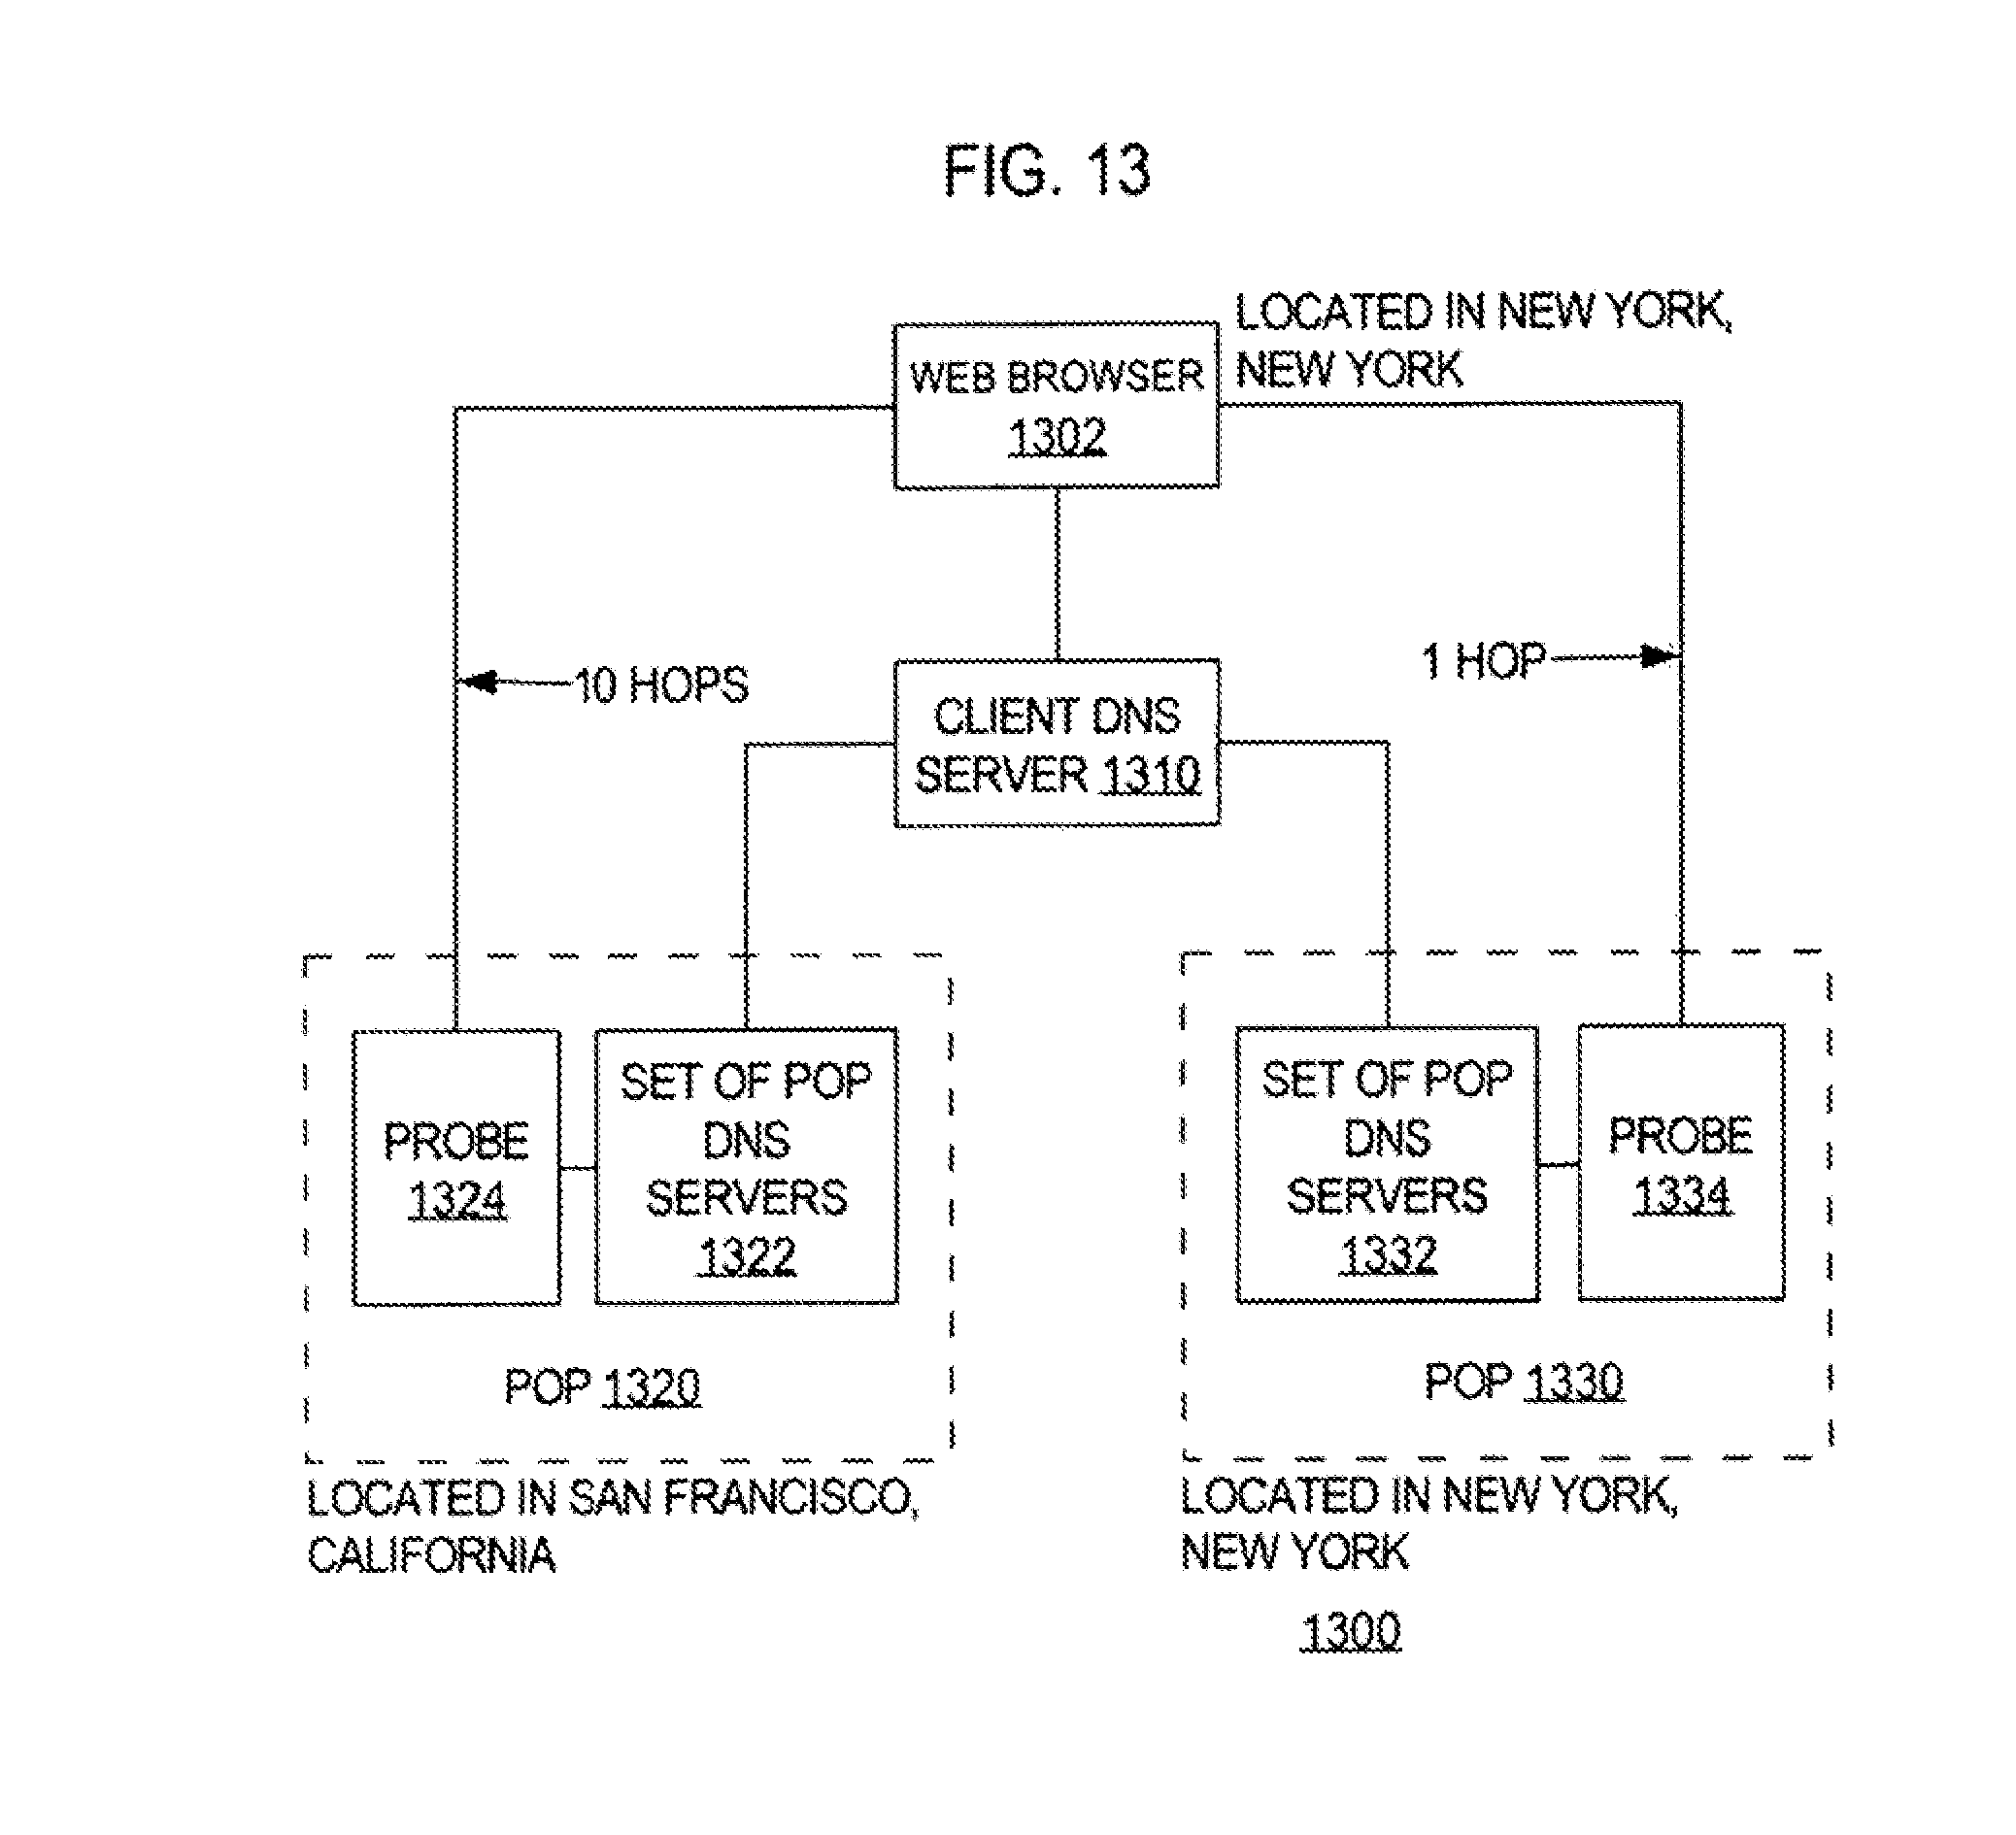 FIG. 13
LOCATED IN NEW YORK,
NEW YORK
WEB BROWSER
1302
10 HOPS
1 HOP
CLIENT DNS
SERVER 1310
PROBE
1324
SET OF POP
DNS
SERVERS
1322
POP 1320
LOCATED IN SAN FRANCISCO,
CALIFORNIA
SET OF POP
DNS
SERVERS
1332
PROBE
1334
POP 1330
LOCATED IN NEW YORK,
NEW YORK
1300